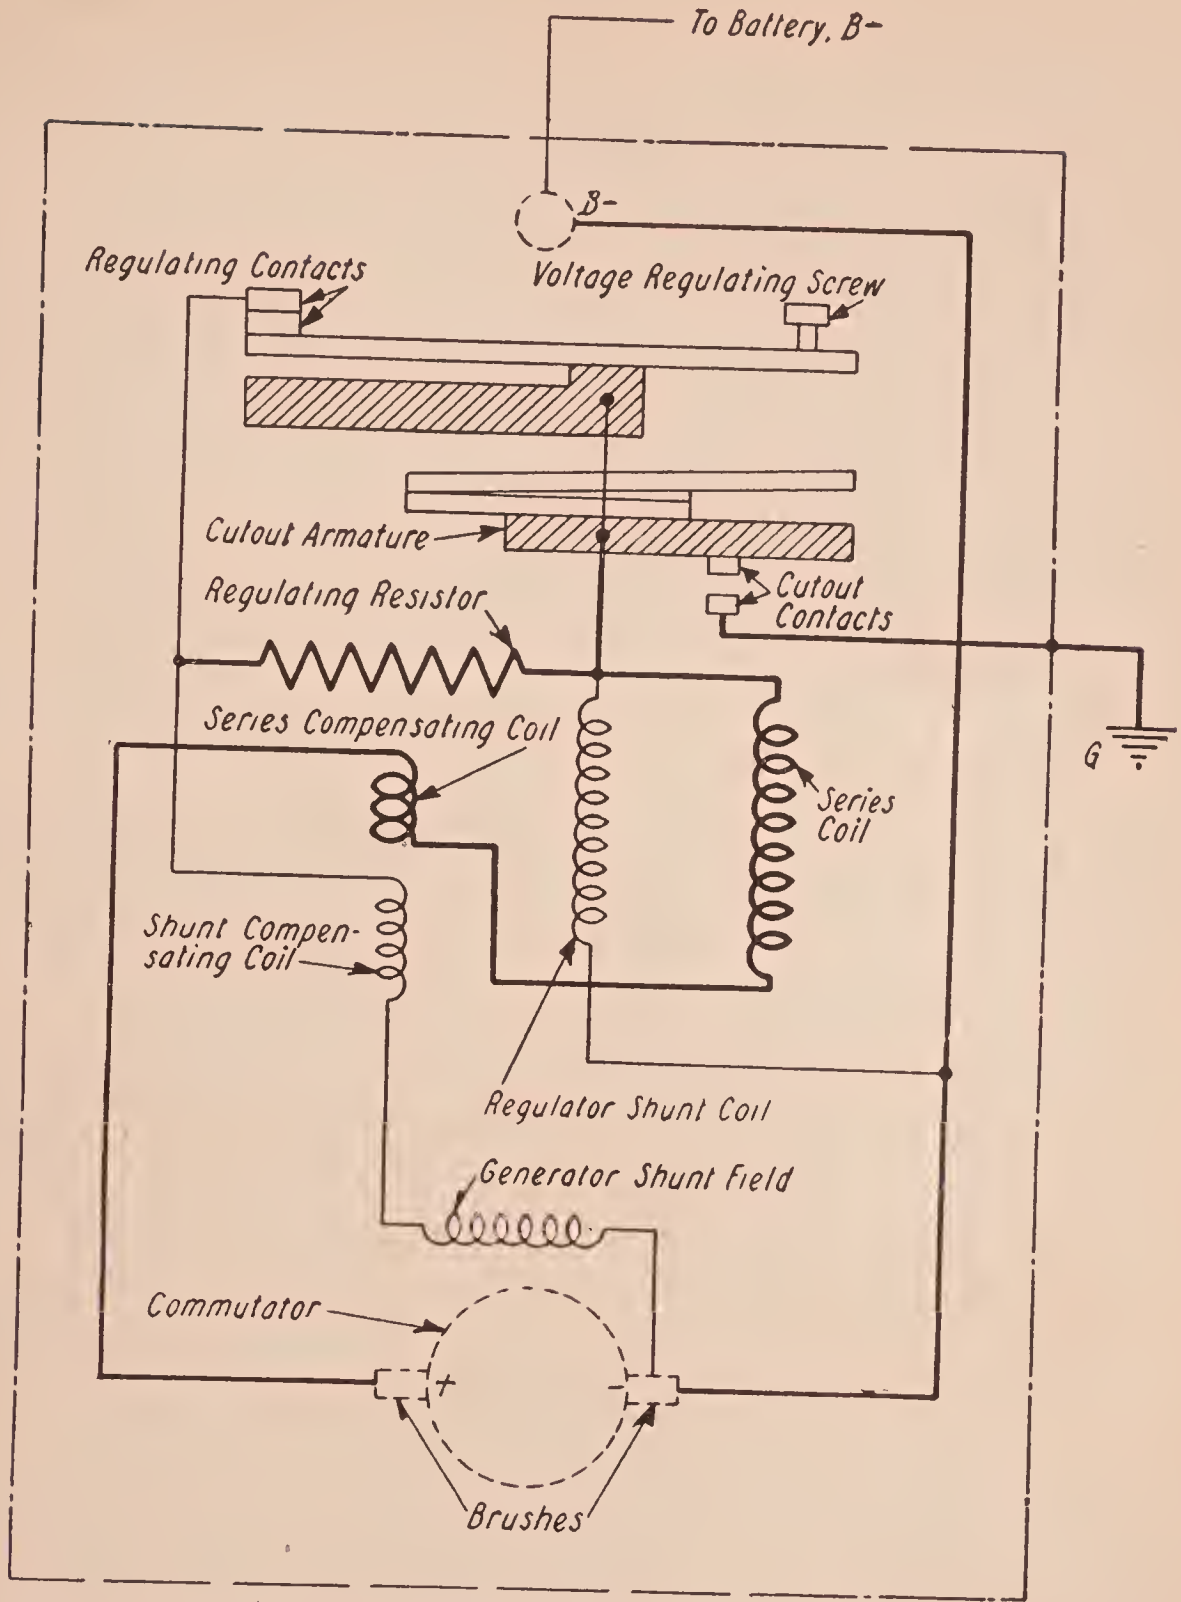 To Battery, B-
B-
Regulating Contacts
Voltage Regulating Screw
Cutout Armature
Cutout
Contacts
Regulating Resistor
Series Compensating Coil
G
Series
Coil
Shunt Compen-
sating Coil
Regulator Shunt Coil
Generator Shunt Field
Commutator
+
-
Brushes